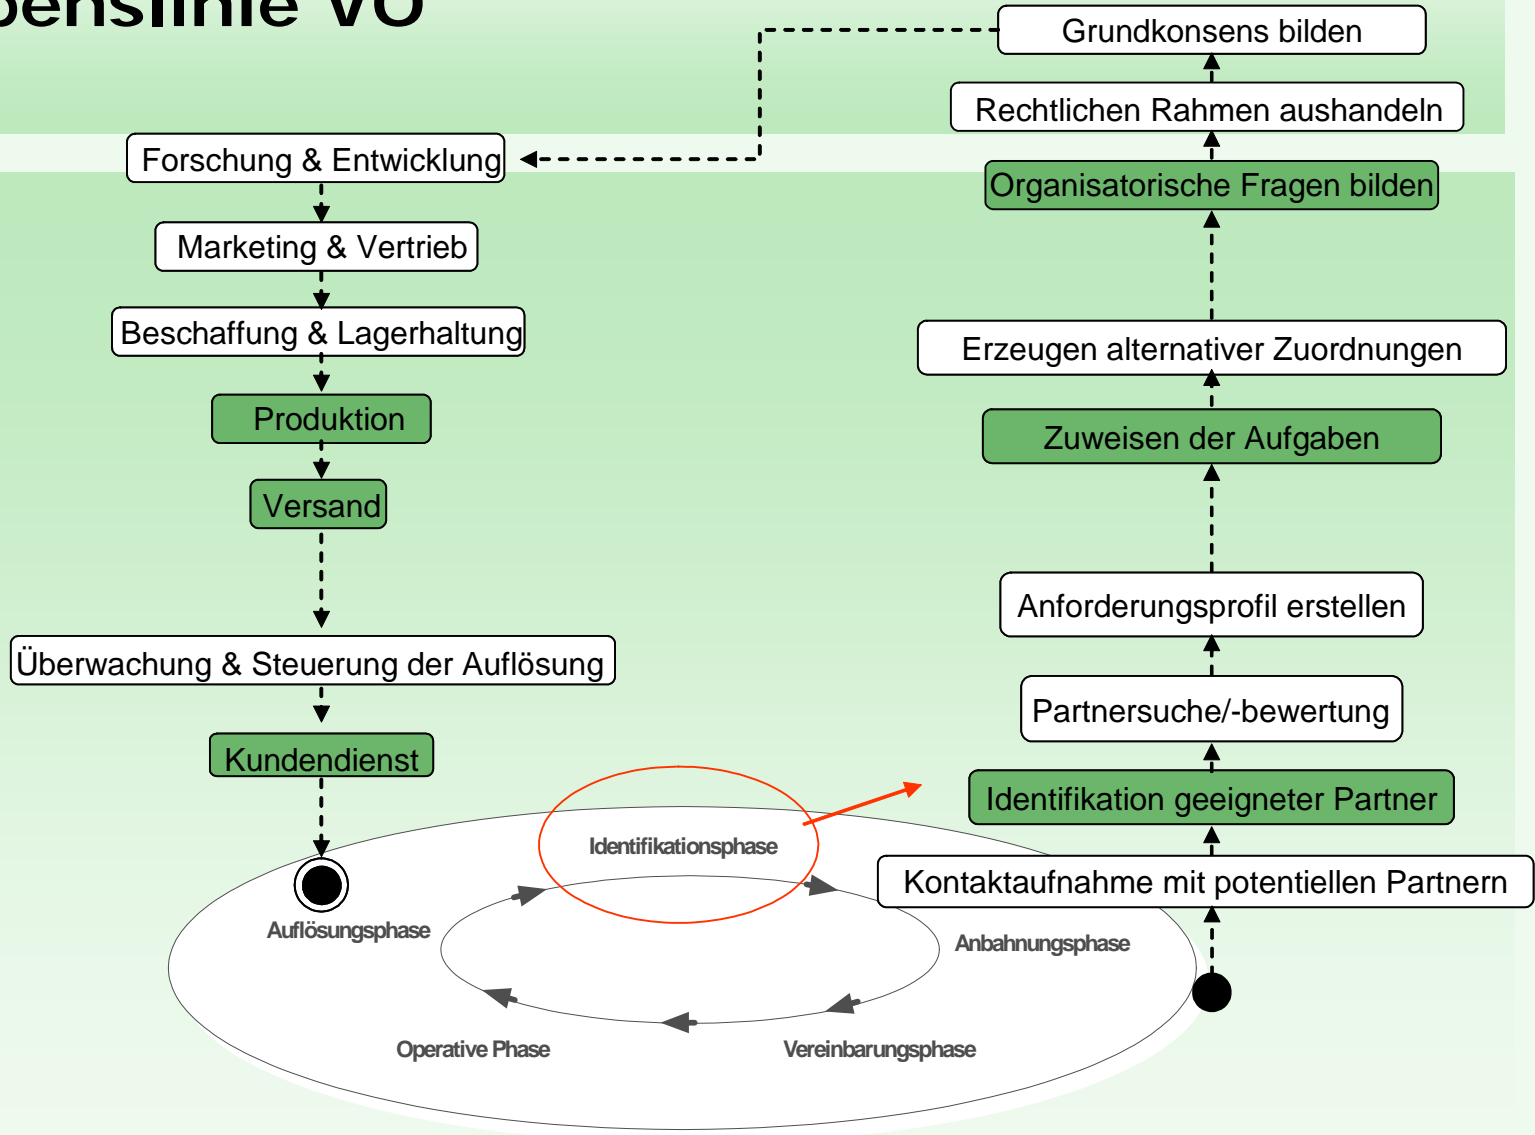 benslinie VU
Grundkonsens bilden
Rechtlichen Rahmen aushandeln
Forschung & Entwicklung
Organisatorische Fragen bilden
Marketing & Vertrieb
Beschaffung & Lagerhaltung
Erzeugen alternativer Zuordnungen
Produktion
Zuweisen der Aufgaben
Versand
Anforderungsprofil erstellen
Überwachung & Steuerung der Auflösung
Partnersuche/-bewertung
Kundendienst
Identifikation geeigneter Partner
Identifikationsphase
Kontaktaufnahme mit potentiellen Partnern
Auflösungsphase
Anbahnungsphase
Operative Phase
Vereinbarungsphase